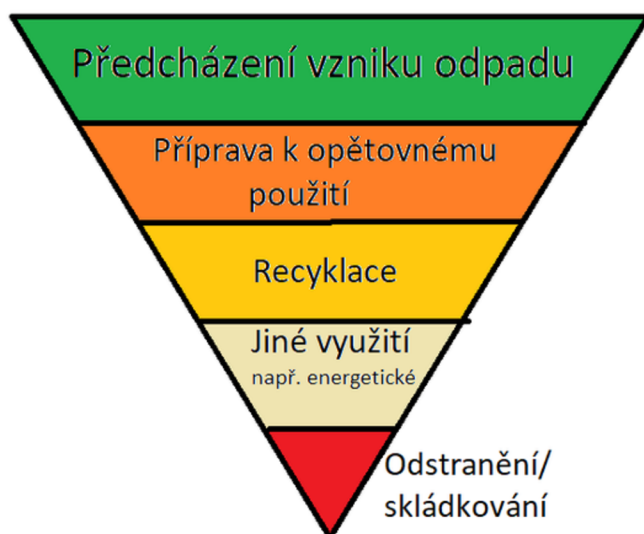 Předcházení vzniku odpadu
Příprava k opětovnému
použití
Recyklace
Jiné využití
např. energetické
Odstranění/
skládkování